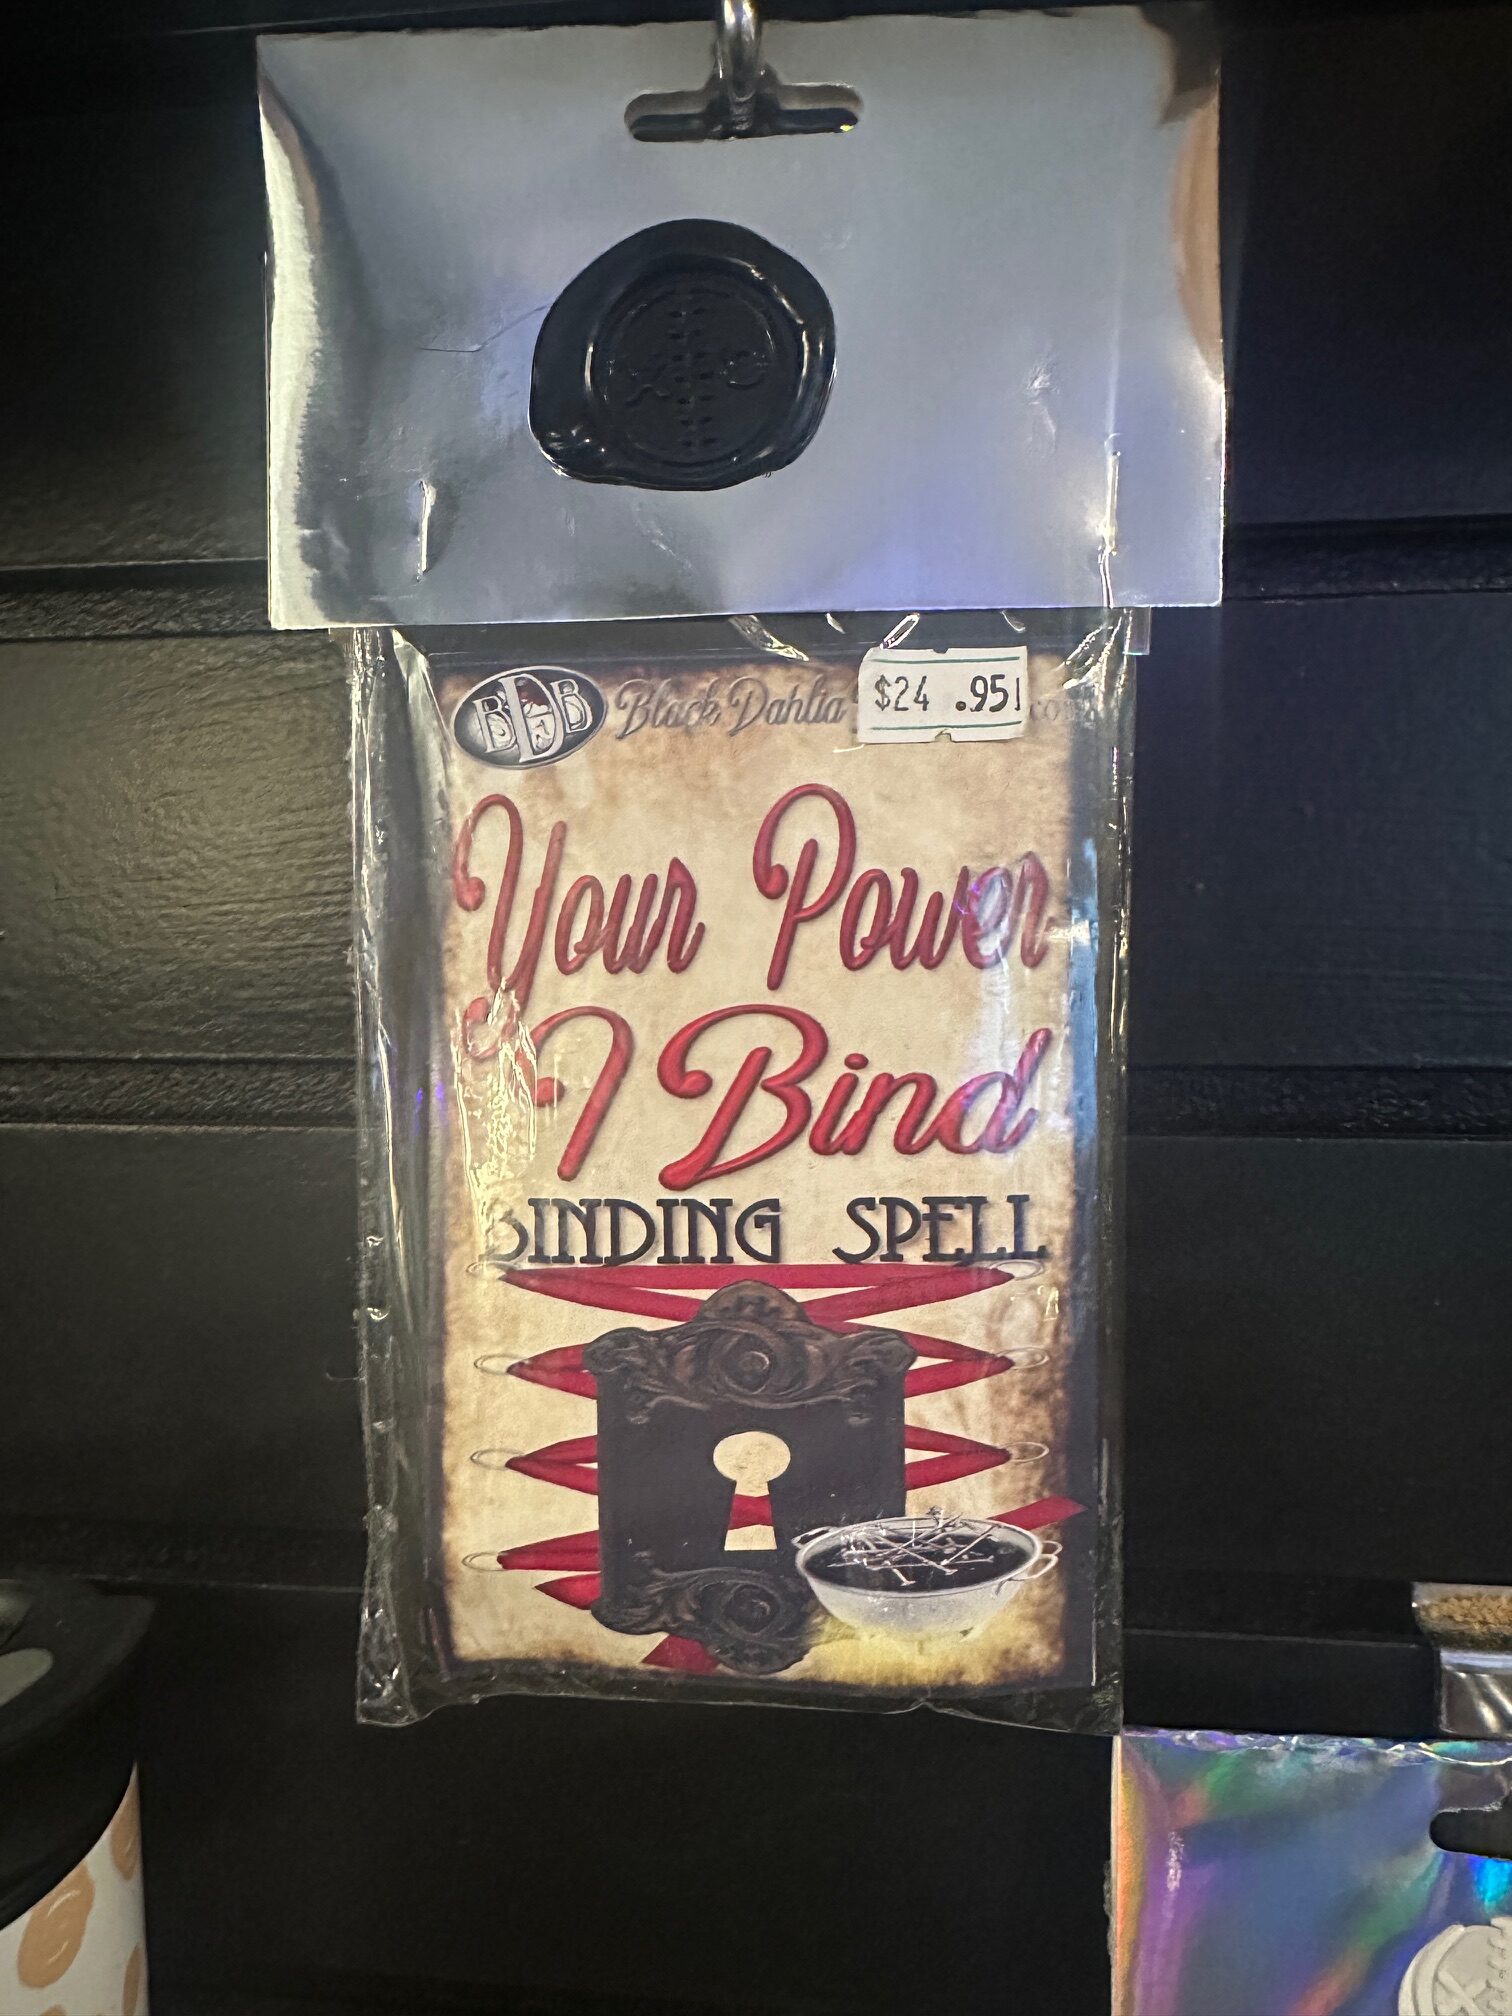 BDB Black Dahlia
$24 .95
Your Power
I Bind
BINDING SPELL